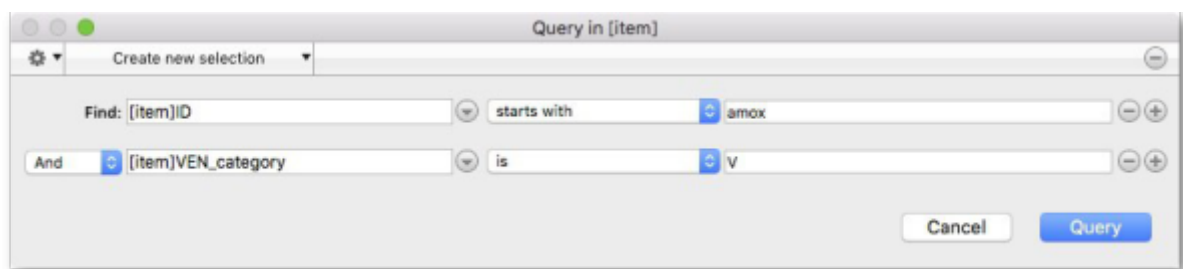 Query in [item]
Create new selection
Find: [item]ID starts with amox
And [item]VEN_category is V
Cancel Query